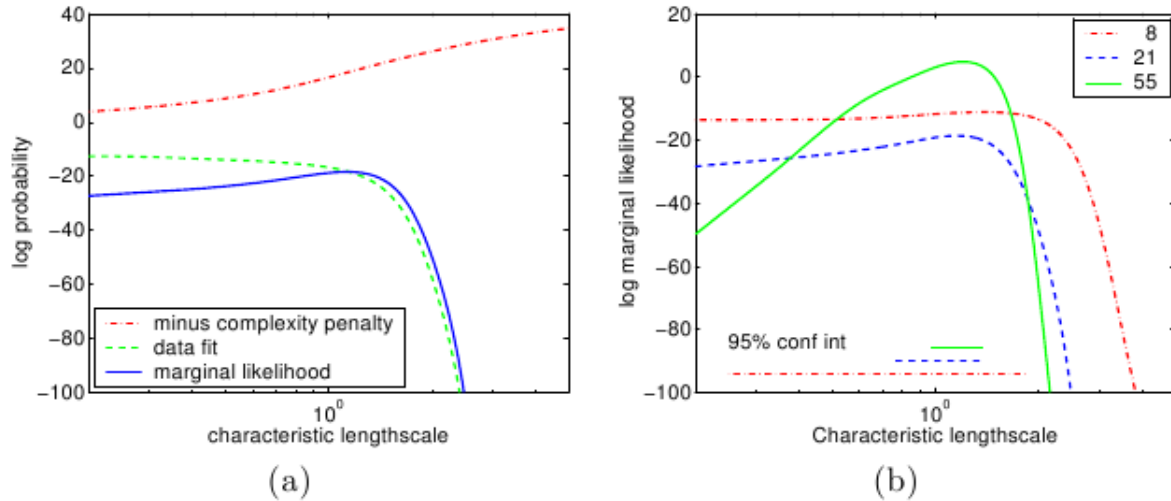 40
20
0
−20
−40
−60
−80
−100
log probability
minus complexity penalty
data fit
marginal likelihood
10^0
characteristic lengthscale
(a)
20
0
−20
−40
−60
−80
−100
log marginal likelihood
8
21
55
95% conf int
10^0
Characteristic lengthscale
(b)